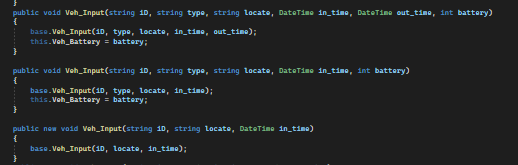 }
public void Veh_Input(string iD, string type, string locate, DateTime in_time, DateTime out_time, int battery)
{
base.Veh_Input(iD, type, locate, in_time, out_time);
this.Veh_Battery = battery;
}
public void Veh_Input(string iD, string type, string locate, DateTime in_time, int battery)
{
base.Veh_Input(iD, type, locate, in_time);
this.Veh_Battery = battery;
}
public new void Veh_Input(string iD, string locate, DateTime in_time)
{
base.Veh_Input(iD, locate, in_time);
}